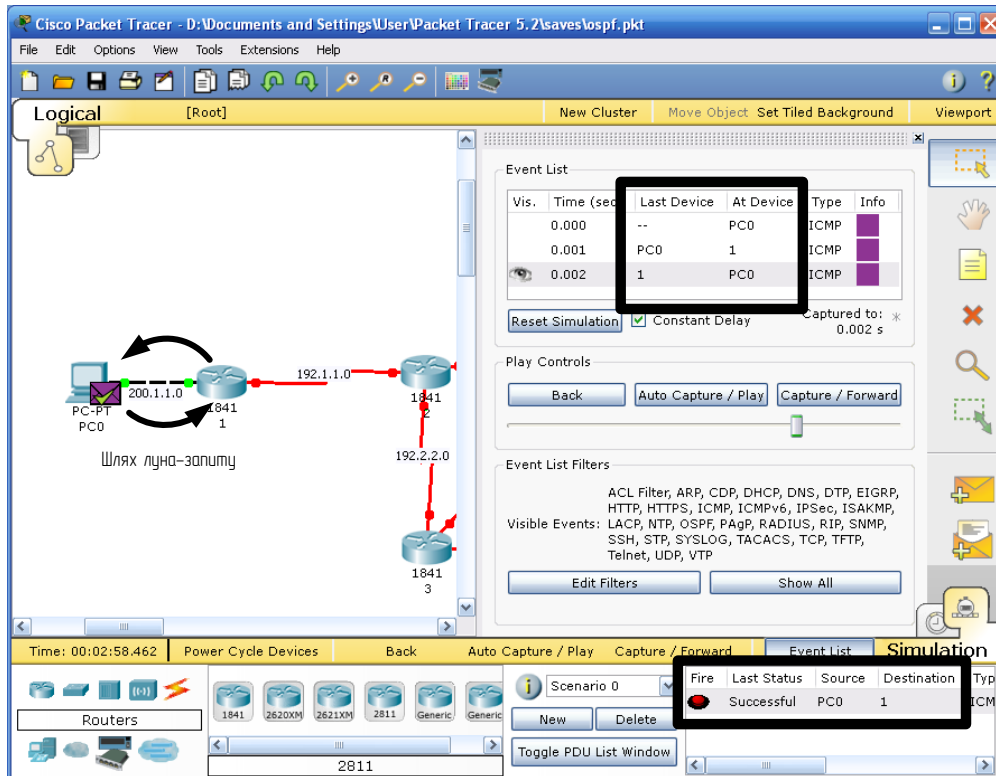 Cisco Packet Tracer - D:\Documents and Settings\User\Packet Tracer 5.2\saves\ospf.pkt
File Edit Options View Tools Extensions Help
Logical [Root] New Cluster Move Object Set Tiled Background Viewport
Event List
Vis. Time (sec Last Device At Device Type Info
0.000 -- PC0 ICMP
0.001 PC0 1 ICMP
0.002 1 PC0 ICMP
Reset Simulation Constant Delay Captured to: *
0.002 s
Play Controls
Back Auto Capture / Play Capture / Forward
Event List Filters
Visible Events: ACL Filter, ARP, CDP, DHCP, DNS, DTP, EIGRP,
HTTP, HTTPS, ICMP, ICMPv6, IPSec, ISAKMP,
LACP, NTP, OSPF, PAgP, RADIUS, RIP, SNMP,
SSH, STP, SYSLOG, TACACS, TCP, TFTP,
Telnet, UDP, VTP
Edit Filters Show All
192.1.1.0
200.1.1.0
PC-PT
PC0
1841
1
1841
2
Шлях луна-запиту
192.2.2.0
1841
3
Time: 00:02:58.462 Power Cycle Devices Back Auto Capture / Play Capture / Forward Event List Simulation
Routers
1841 2620XM 2621XM 2811 Generic Generic
2811
Scenario 0
New Delete
Toggle PDU List Window
Fire Last Status Source Destination Typ
Successful PC0 1 ICM